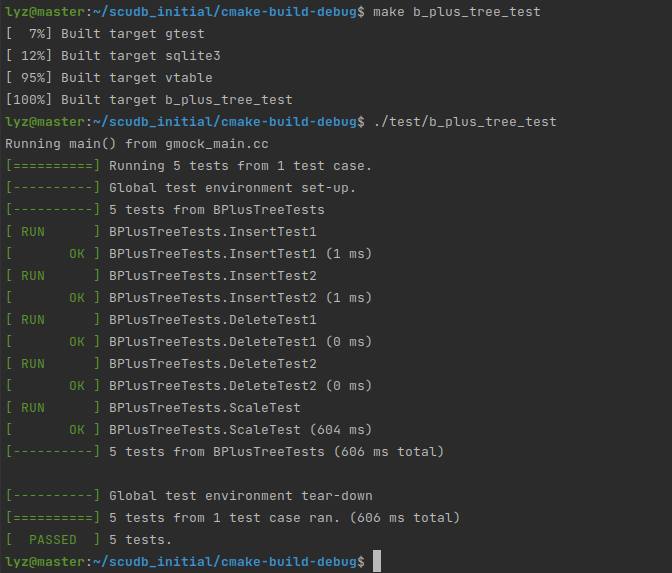 lyz@master:~/scudb_initial/cmake-build-debug$ make b_plus_tree_test
[  7%] Built target gtest
[ 12%] Built target sqlite3
[ 95%] Built target vtable
[100%] Built target b_plus_tree_test
lyz@master:~/scudb_initial/cmake-build-debug$ ./test/b_plus_tree_test
Running main() from gmock_main.cc
[==========] Running 5 tests from 1 test case.
[----------] Global test environment set-up.
[----------] 5 tests from BPlusTreeTests
[ RUN      ] BPlusTreeTests.InsertTest1
[       OK ] BPlusTreeTests.InsertTest1 (1 ms)
[ RUN      ] BPlusTreeTests.InsertTest2
[       OK ] BPlusTreeTests.InsertTest2 (1 ms)
[ RUN      ] BPlusTreeTests.DeleteTest1
[       OK ] BPlusTreeTests.DeleteTest1 (0 ms)
[ RUN      ] BPlusTreeTests.DeleteTest2
[       OK ] BPlusTreeTests.DeleteTest2 (0 ms)
[ RUN      ] BPlusTreeTests.ScaleTest
[       OK ] BPlusTreeTests.ScaleTest (604 ms)
[----------] 5 tests from BPlusTreeTests (606 ms total)

[----------] Global test environment tear-down
[==========] 5 tests from 1 test case ran. (606 ms total)
[  PASSED  ] 5 tests.
lyz@master:~/scudb_initial/cmake-build-debug$